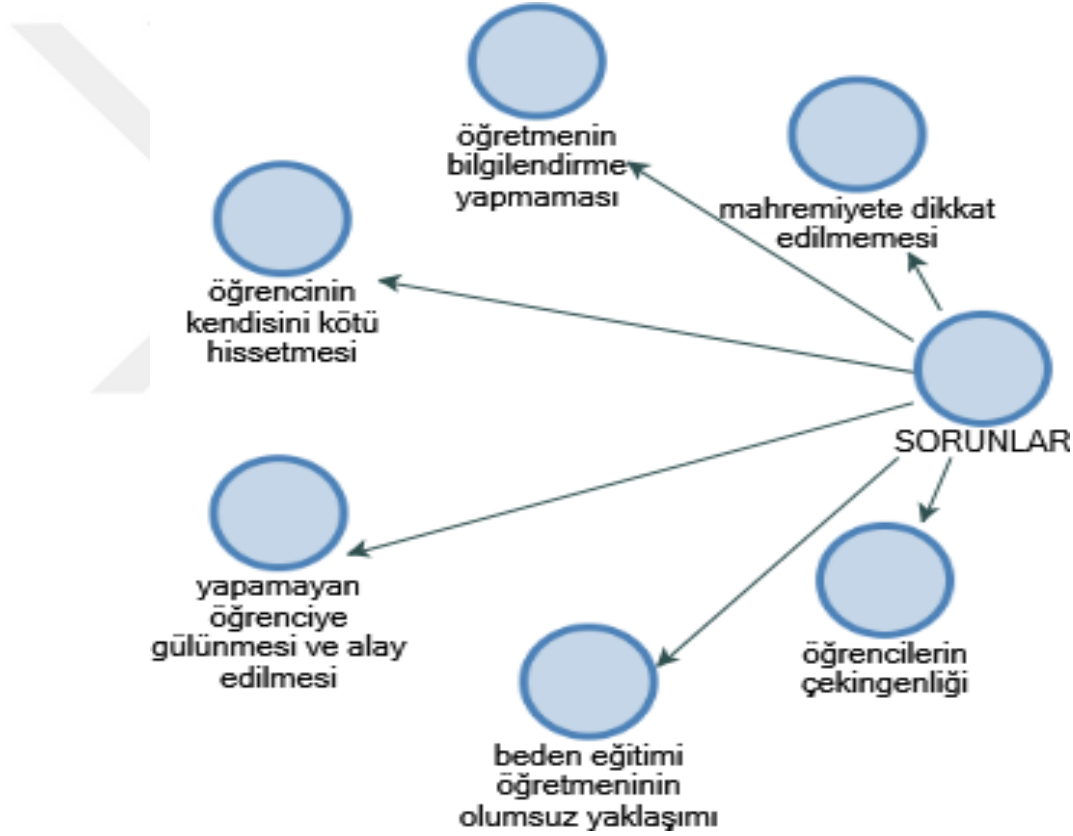 öğretmenin
bilgilendirme
yapmaması
mahremiyete dikkat
edilmemesi
öğrencinin
kendisini kötü
hissetmesi
SORUNLAR
yapamayan
öğrenciye
gülünmesi ve alay
edilmesi
öğrencilerin
çekingenliği
beden eğitimi
öğretmeninin
olumsuz yaklaşımı